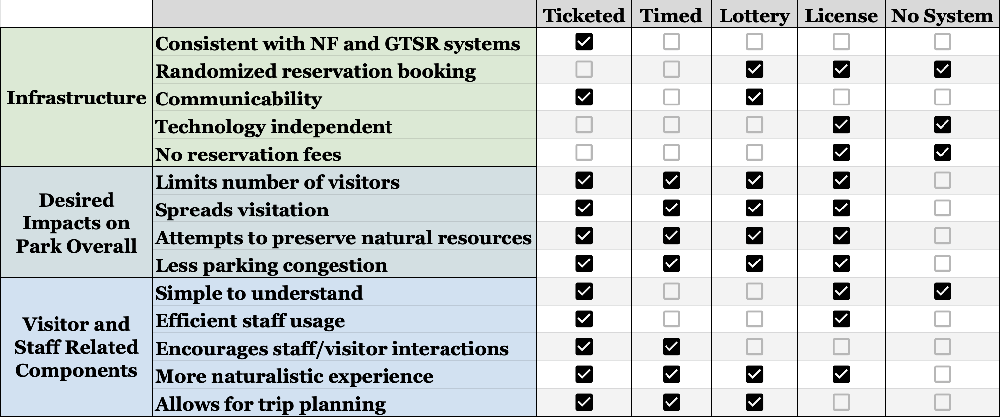 Ticketed Timed Lottery License No System
Infrastructure
Consistent with NF and GTSR systems
Randomized reservation booking
Communicability
Technology independent
No reservation fees
Desired
Impacts on
Park Overall
Limits number of visitors
Spreads visitation
Attempts to preserve natural resources
Less parking congestion
Visitor and
Staff Related
Components
Simple to understand
Efficient staff usage
Encourages staff/visitor interactions
More naturalistic experience
Allows for trip planning